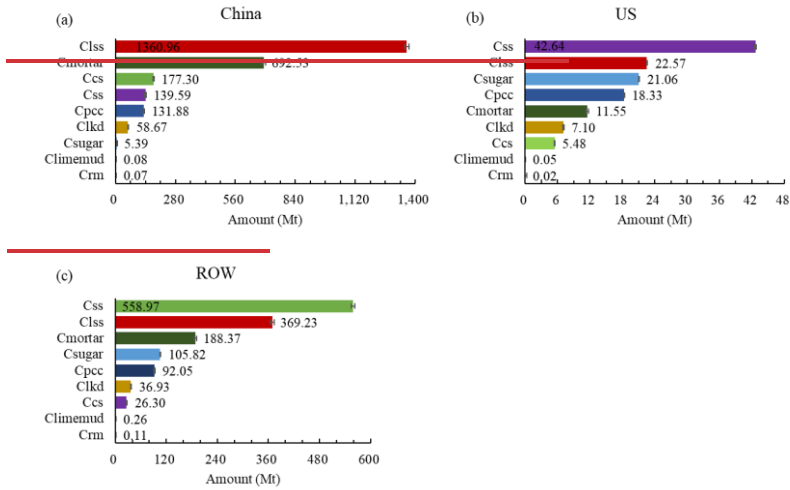 (a) China
Clss 1360.96
Cmortar 692.53
Ccs 177.30
Css 139.59
Cpcc 131.88
Clkd 58.67
Csugar 5.39
Climemud 0.08
Crm 0.07
0 280 560 840 1,120 1,400
Amount (Mt)
(b) US
Css 42.64
Clss 22.57
Csugar 21.06
Cpcc 18.33
Cmortar 11.55
Clkd 7.10
Ccs 5.48
Climemud 0.05
Crm 0.02
0 6 12 18 24 30 36 42 48
Amount (Mt)
(c) ROW
Css 558.97
Clss 369.23
Cmortar 188.37
Csugar 105.82
Cpcc 92.05
Clkd 36.93
Ccs 26.30
Climemud 0.26
Crm 0.11
0 120 240 360 480 600
Amount (Mt)